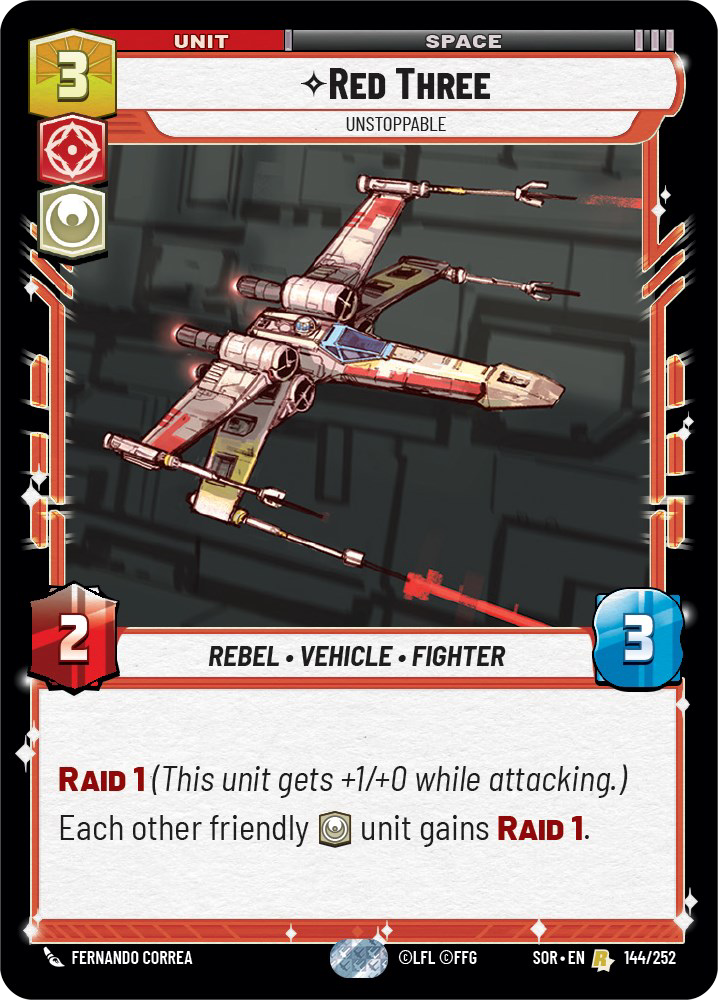 UNIT
SPACE
3
RED THREE
UNSTOPPABLE
2
REBEL • VEHICLE • FIGHTER
3
RAID 1 (This unit gets +1/+0 while attacking.)
Each other friendly unit gains RAID 1.
FERNANDO CORREA
©LFL ©FFG
SOR • EN R 144/252